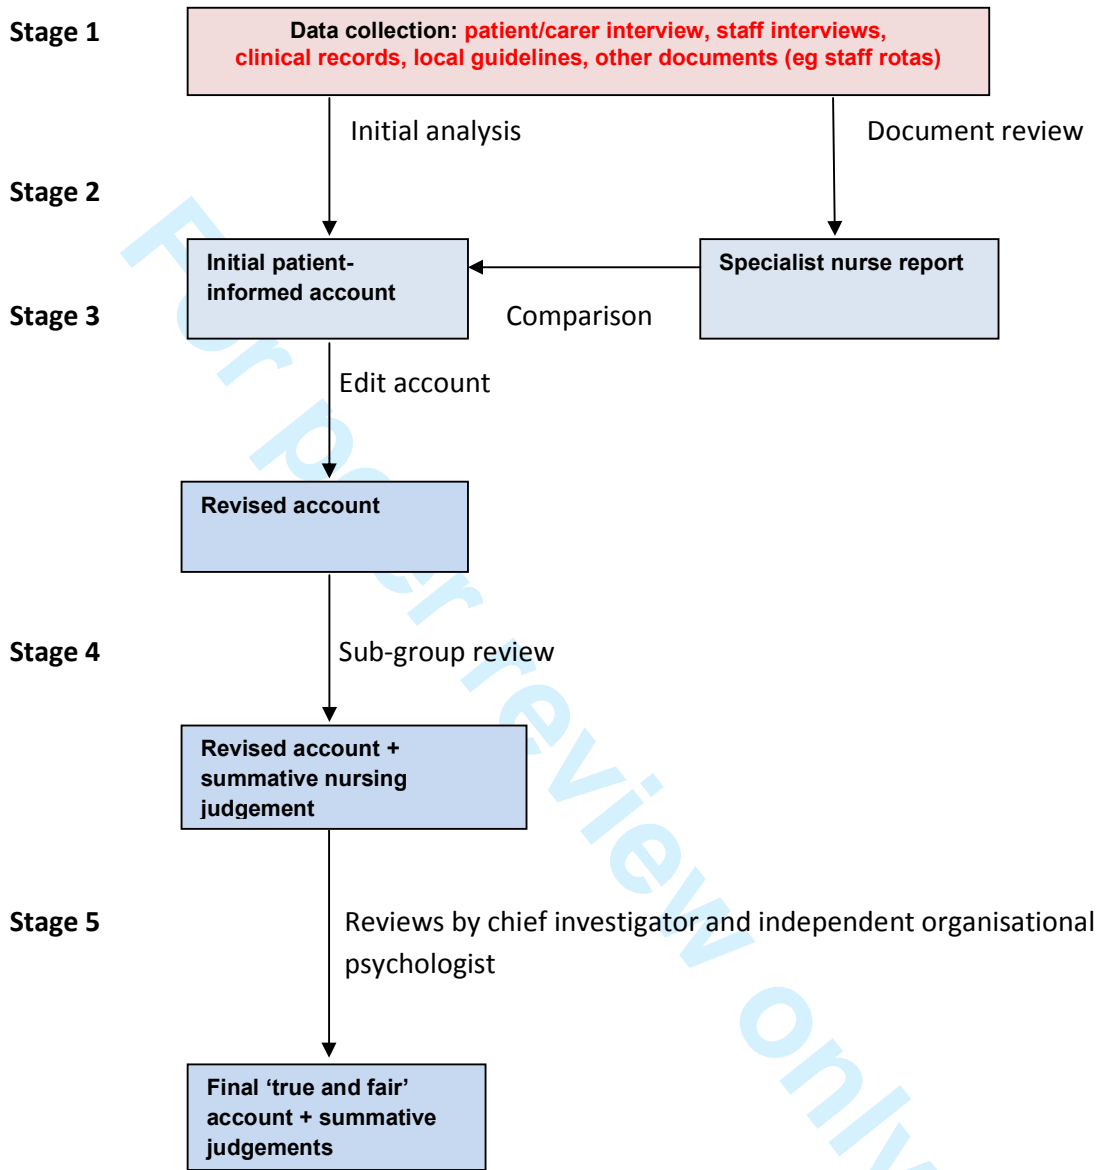 Stage 1
Data collection: patient/carer interview, staff interviews,
clinical records, local guidelines, other documents (eg staff rotas)
Initial analysis
Document review
Stage 2
Initial patient-
informed account
Specialist nurse report
Stage 3
Comparison
Edit account
Revised account
Stage 4
Sub-group review
Revised account +
summative nursing
judgement
Stage 5
Reviews by chief investigator and independent organisational
psychologist
Final ‘true and fair’
account + summative
judgements
For peer review only